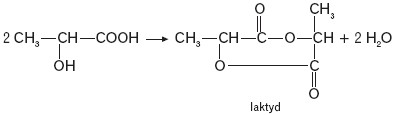 O CH₃
2 CH₃—CH—COOH ⟶ CH₃—CH—C—O—CH + 2 H₂O
OH O C
O
laktyd